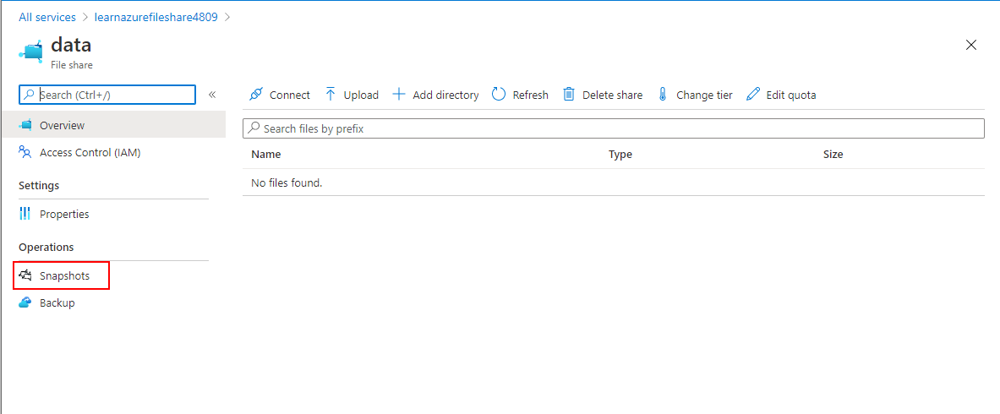 All services > learnazurefileshare4809 >
data
File share
Search (Ctrl+/)
«
Overview
Access Control (IAM)
Settings
Properties
Operations
Snapshots
Backup
Connect Upload Add directory Refresh Delete share Change tier Edit quota
Search files by prefix
Name Type Size
No files found.